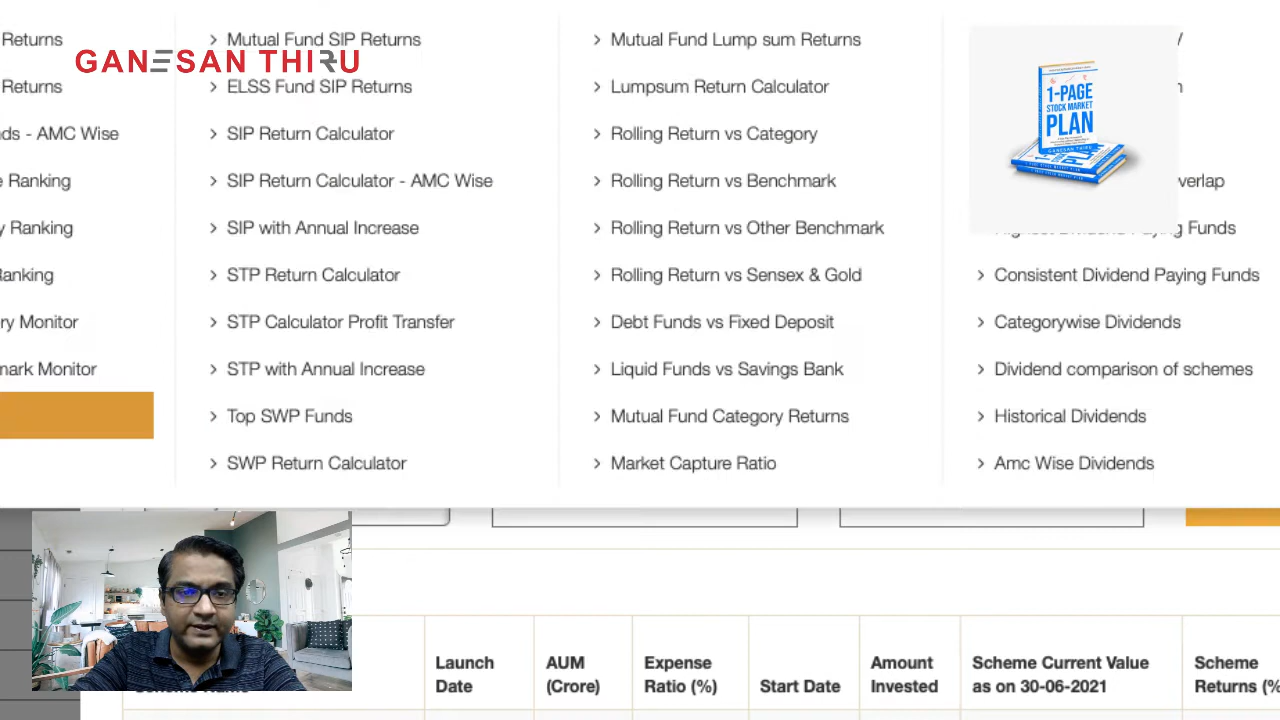 GANESAN THIRU
Returns
Returns
nds - AMC Wise
e Ranking
y Ranking
Ranking
ry Monitor
mark Monitor
Mutual Fund SIP Returns
ELSS Fund SIP Returns
SIP Return Calculator
SIP Return Calculator - AMC Wise
SIP with Annual Increase
STP Return Calculator
STP Calculator Profit Transfer
STP with Annual Increase
Top SWP Funds
SWP Return Calculator
Mutual Fund Lump sum Returns
Lumpsum Return Calculator
Rolling Return vs Category
Rolling Return vs Benchmark
Rolling Return vs Other Benchmark
Rolling Return vs Sensex & Gold
Debt Funds vs Fixed Deposit
Liquid Funds vs Savings Bank
Mutual Fund Category Returns
Market Capture Ratio
1-PAGE
STOCK MARKET
PLAN
GANESAN THIRU
verlap
Highest Dividend Paying Funds
Consistent Dividend Paying Funds
Categorywise Dividends
Dividend comparison of schemes
Historical Dividends
Amc Wise Dividends
Launch
Date
AUM
(Crore)
Expense
Ratio (%)
Start Date
Amount
Invested
Scheme Current Value
as on 30-06-2021
Scheme
Returns (%